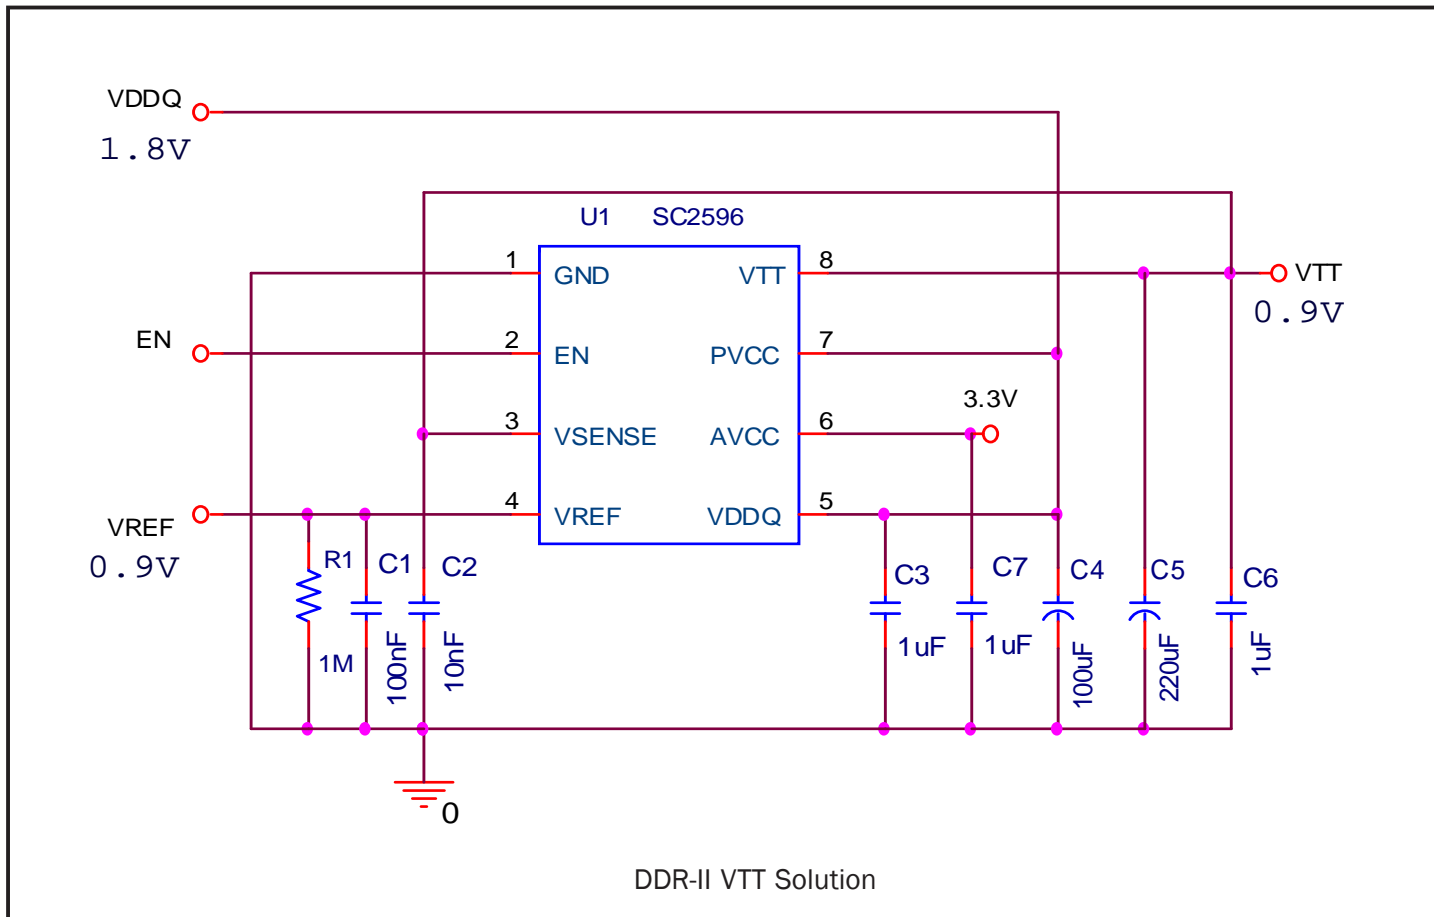 VDDQ
1.8V
U1 SC2596
1 GND VTT 8
VTT
0.9V
EN
2 EN PVCC 7
3.3V
3 VSENSE AVCC 6
4 VREF VDDQ 5
VREF
0.9V
R1 C1 C2 C3 C7 C4 C5 C6
1M 100nF 10nF 1uF 1uF 100uF 220uF 1uF
0
DDR-II VTT Solution